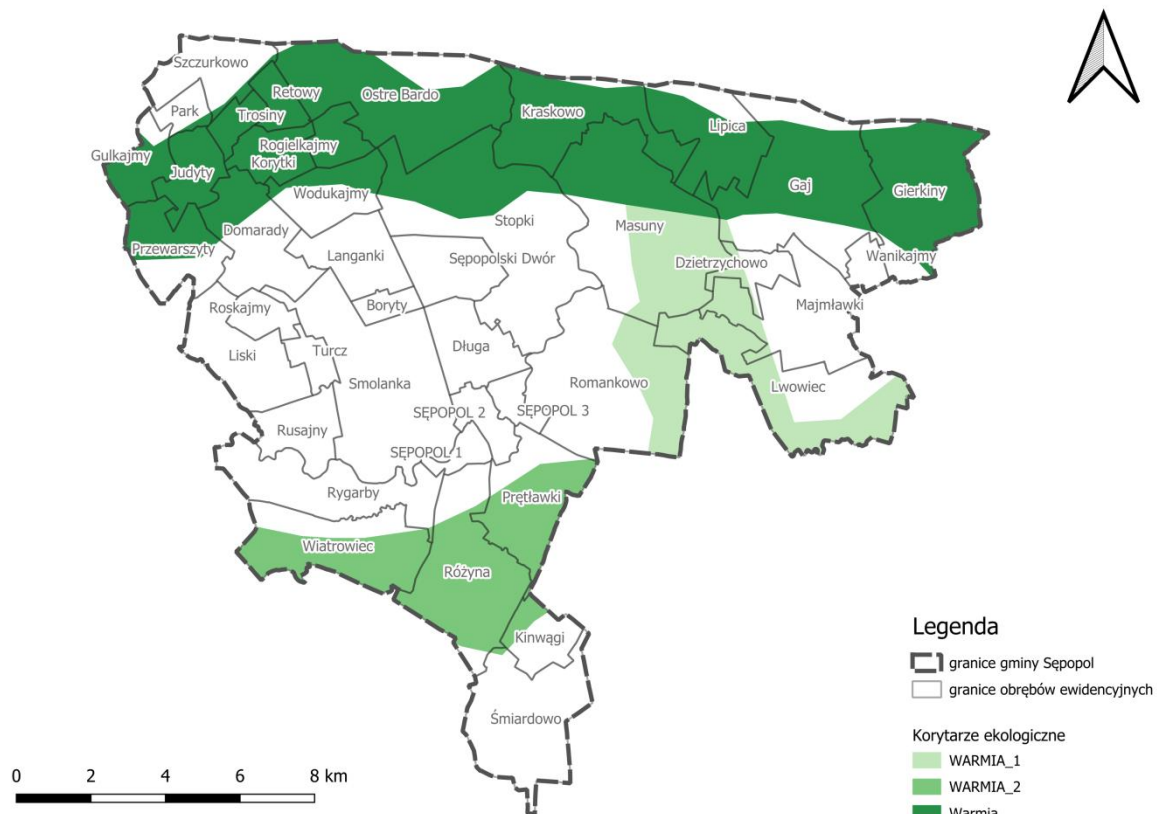 Szczurkowo
Park
Retowy
Trosiny
Ostre Bardo
Kraskowo
Lipica
Gulkajmy
Judyty
Rogielkajmy
Korytki
Wodukajmy
Gaj
Gierkiny
Przewarszyty
Domarady
Stopki
Masuny
Langanki
Sępopolski Dwór
Dzietrzychowo
Wanikajmy
Roskajmy
Boryty
Majmławki
Liski
Turcz
Długa
Smolanka
Romankowo
Lwowiec
SĘPOPOL 2
SĘPOPOL 3
Rusajny
SĘPOPOL 1
Rygarby
Prętławki
Wiatrowiec
Różyna
Kinwągi
Śmiardowo
0 2 4 6 8 km
Legenda
granice gminy Sępopol
granice obrębów ewidencyjnych
Korytarze ekologiczne
WARMIA_1
WARMIA_2
Warmia